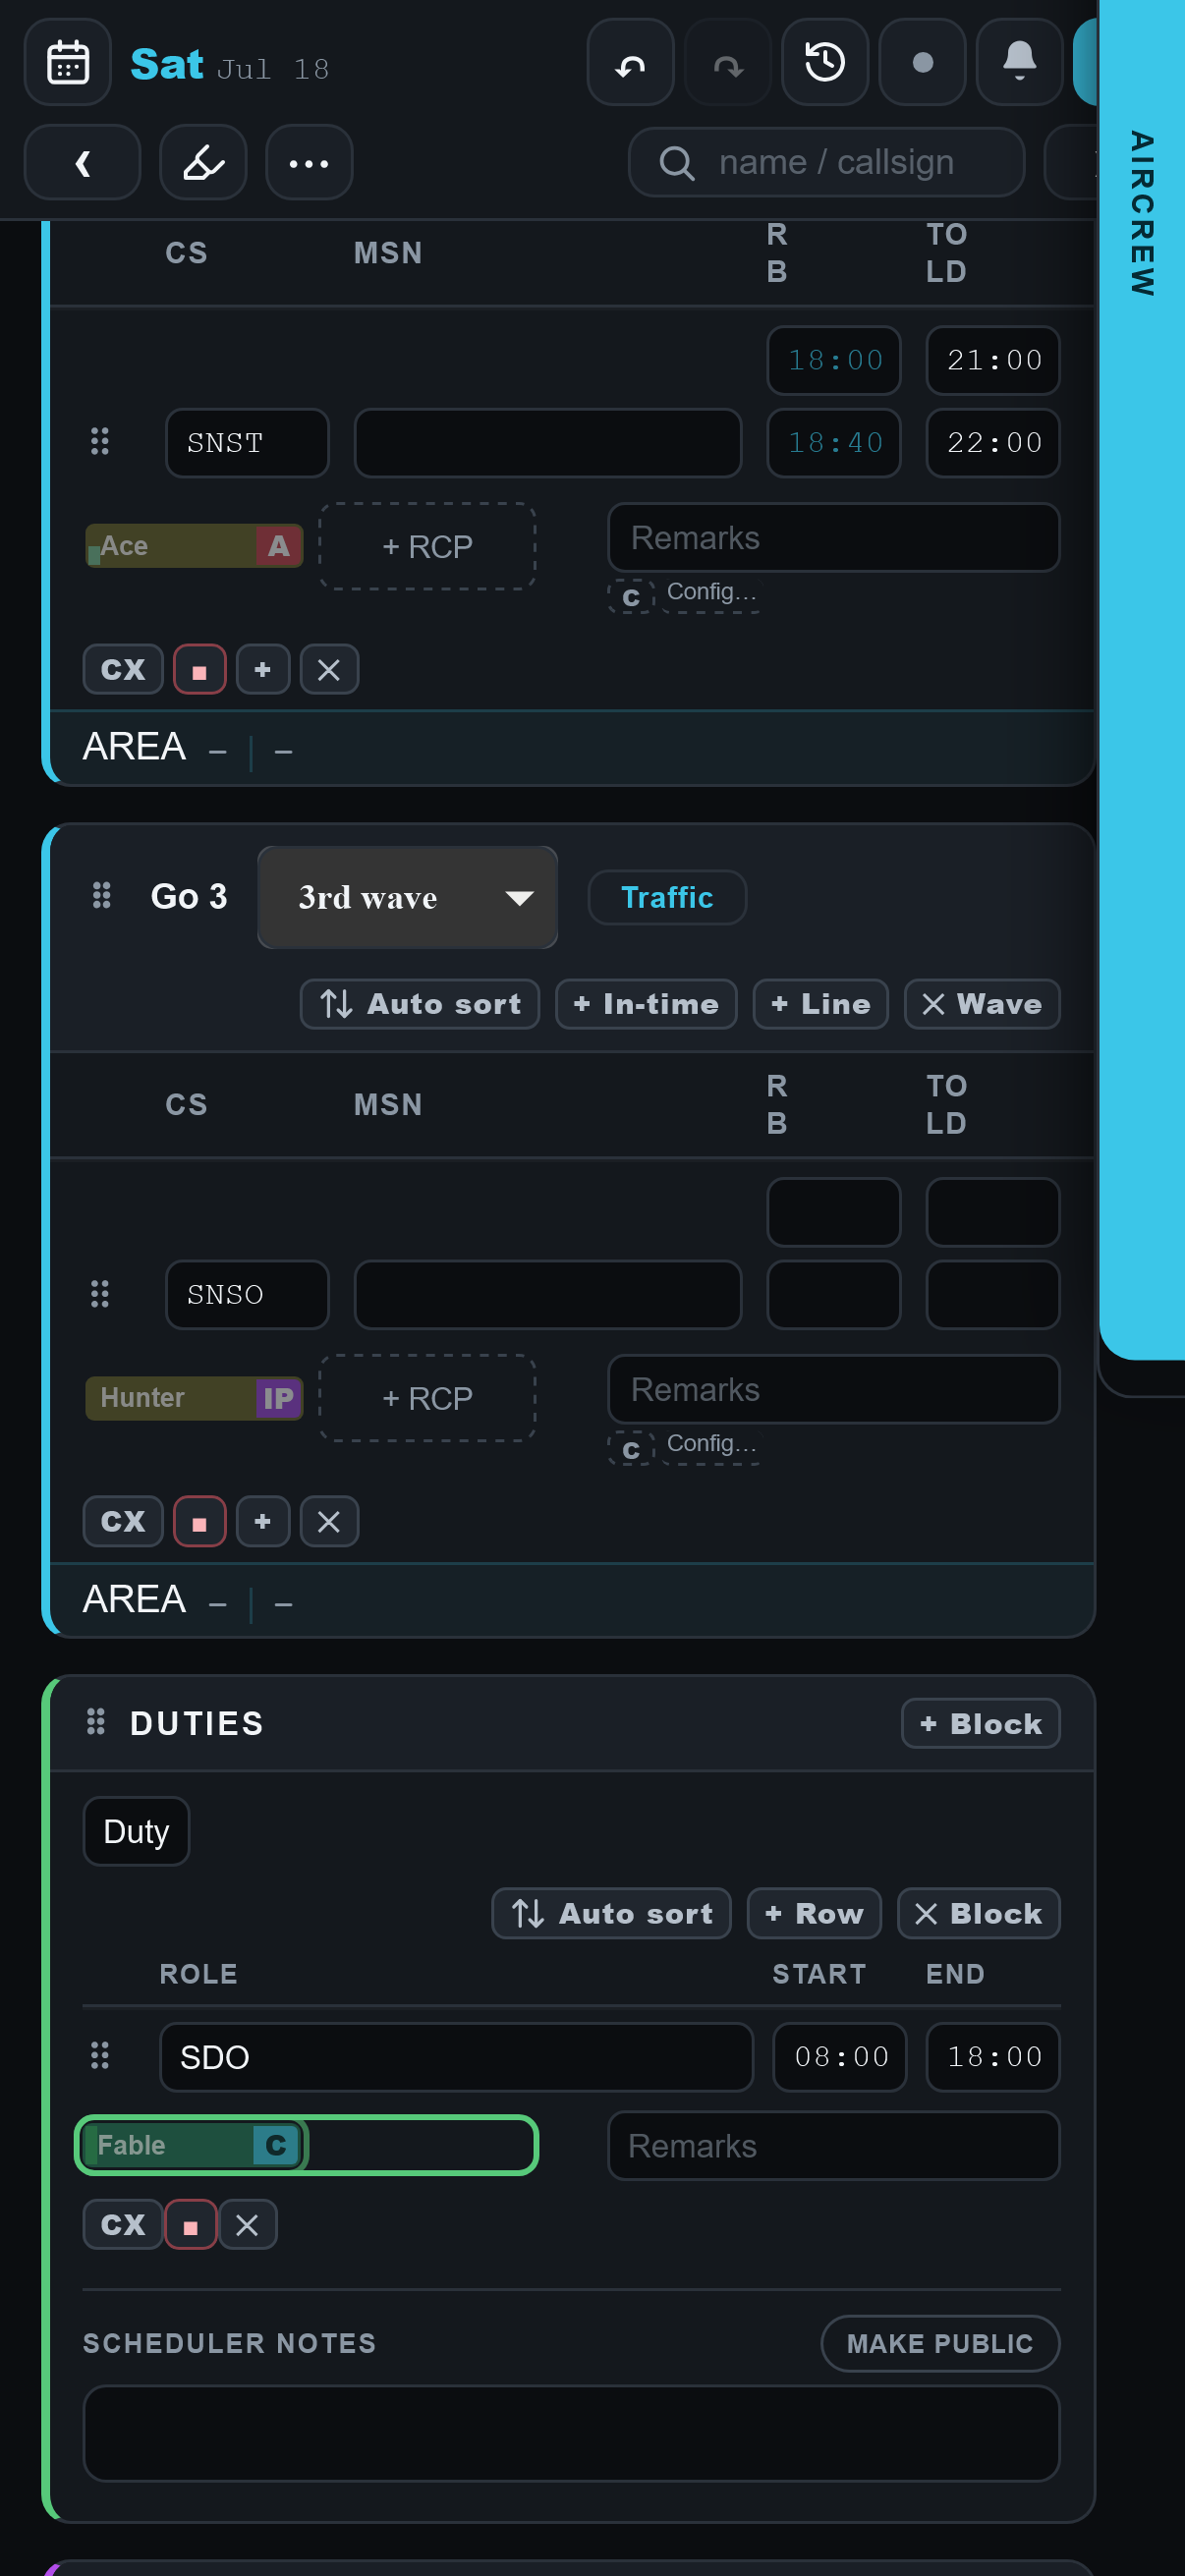 Sat Jul 18
name / callsign
AIRCREW
CS MSN R B TO LD
18:00 21:00
SNST 18:40 22:00
Ace A + RCP Remarks
C Config...
CX + ×
AREA – | –
Go 3 3rd wave Traffic
Auto sort + In-time + Line × Wave
CS MSN R B TO LD
SNSO
Hunter IP + RCP Remarks
C Config...
CX + ×
AREA – | –
DUTIES + Block
Duty
Auto sort + Row × Block
ROLE START END
SDO 08:00 18:00
Fable C Remarks
CX ×
SCHEDULER NOTES MAKE PUBLIC